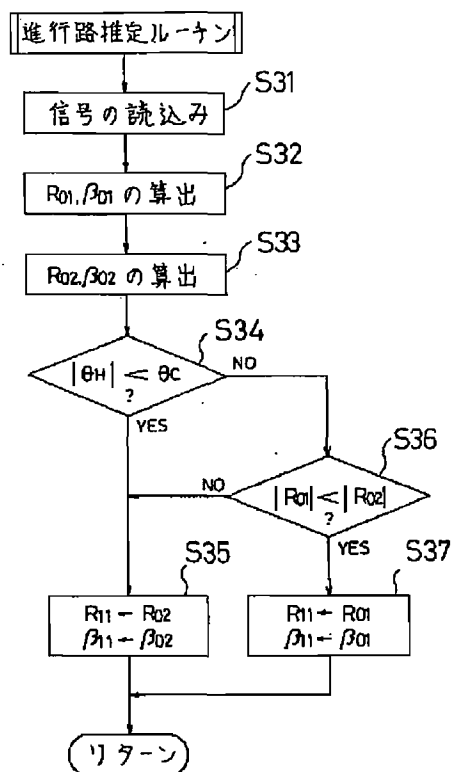 進行路推定ルーチン
S31
信号の読込み
S32
R01,β01 の算出
S33
R02,β02 の算出
S34
|θH| < θC
?
NO
YES
S36
|R01|<|R02|
?
NO
YES
S35
R11 ← R02
β11 ← β02
S37
R11 ← R01
β11 ← β01
リターン